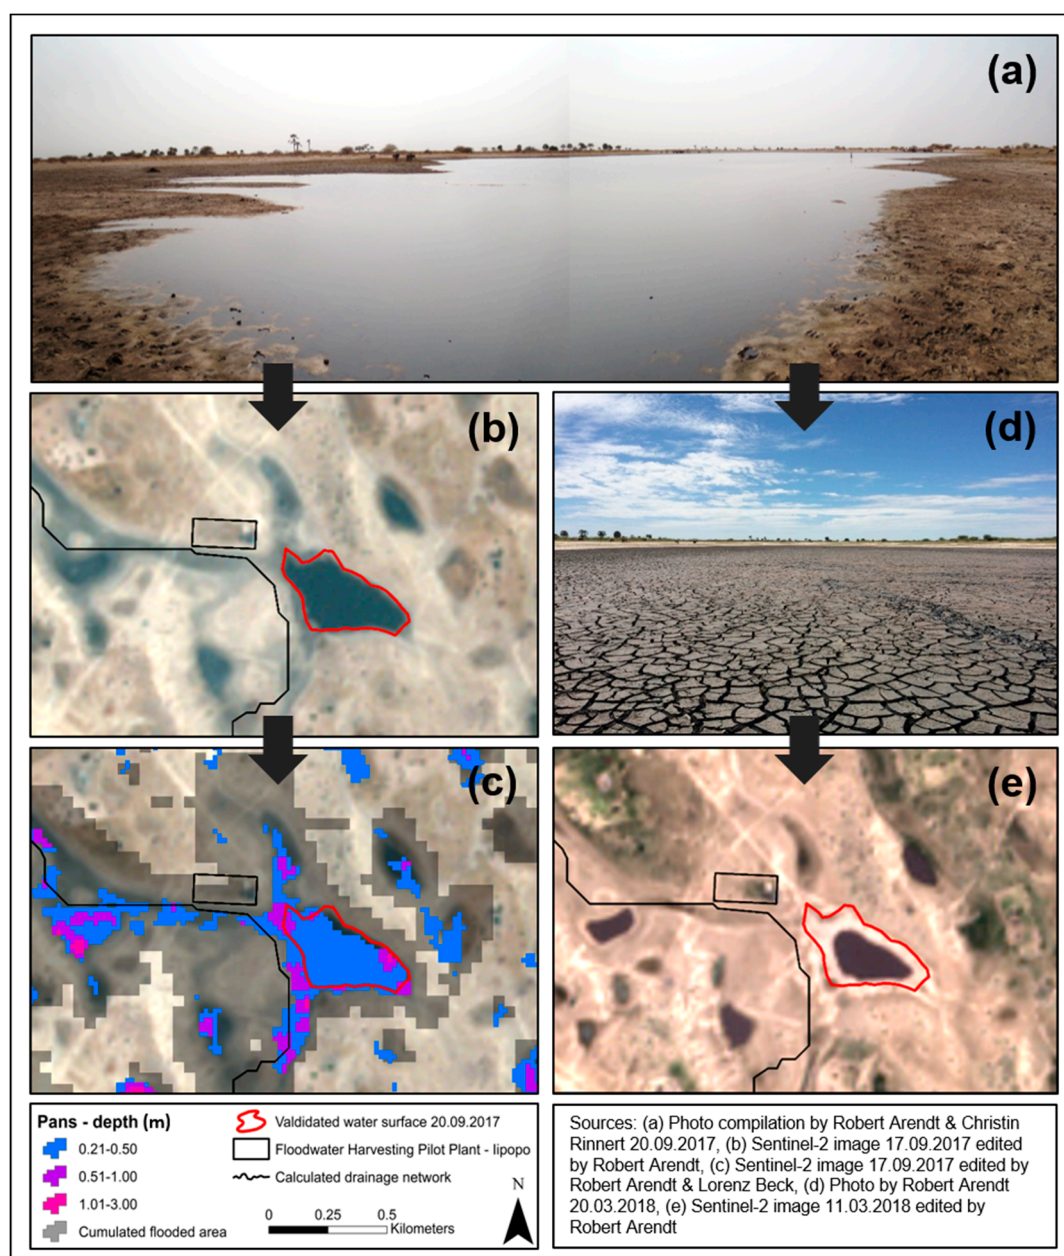 (a)
(b)
(d)
(c)
(e)
Pans - depth (m)
0.21-0.50
0.51-1.00
1.01-3.00
Cumulated flooded area
Valdidated water surface 20.09.2017
Floodwater Harvesting Pilot Plant - Iipopo
Calculated drainage network
N
0 0.25 0.5
Kilometers
Sources: (a) Photo compilation by Robert Arendt & Christin
Rinnert 20.09.2017, (b) Sentinel-2 image 17.09.2017 edited
by Robert Arendt, (c) Sentinel-2 image 17.09.2017 edited by
Robert Arendt & Lorenz Beck, (d) Photo by Robert Arendt
20.03.2018, (e) Sentinel-2 image 11.03.2018 edited by
Robert Arendt